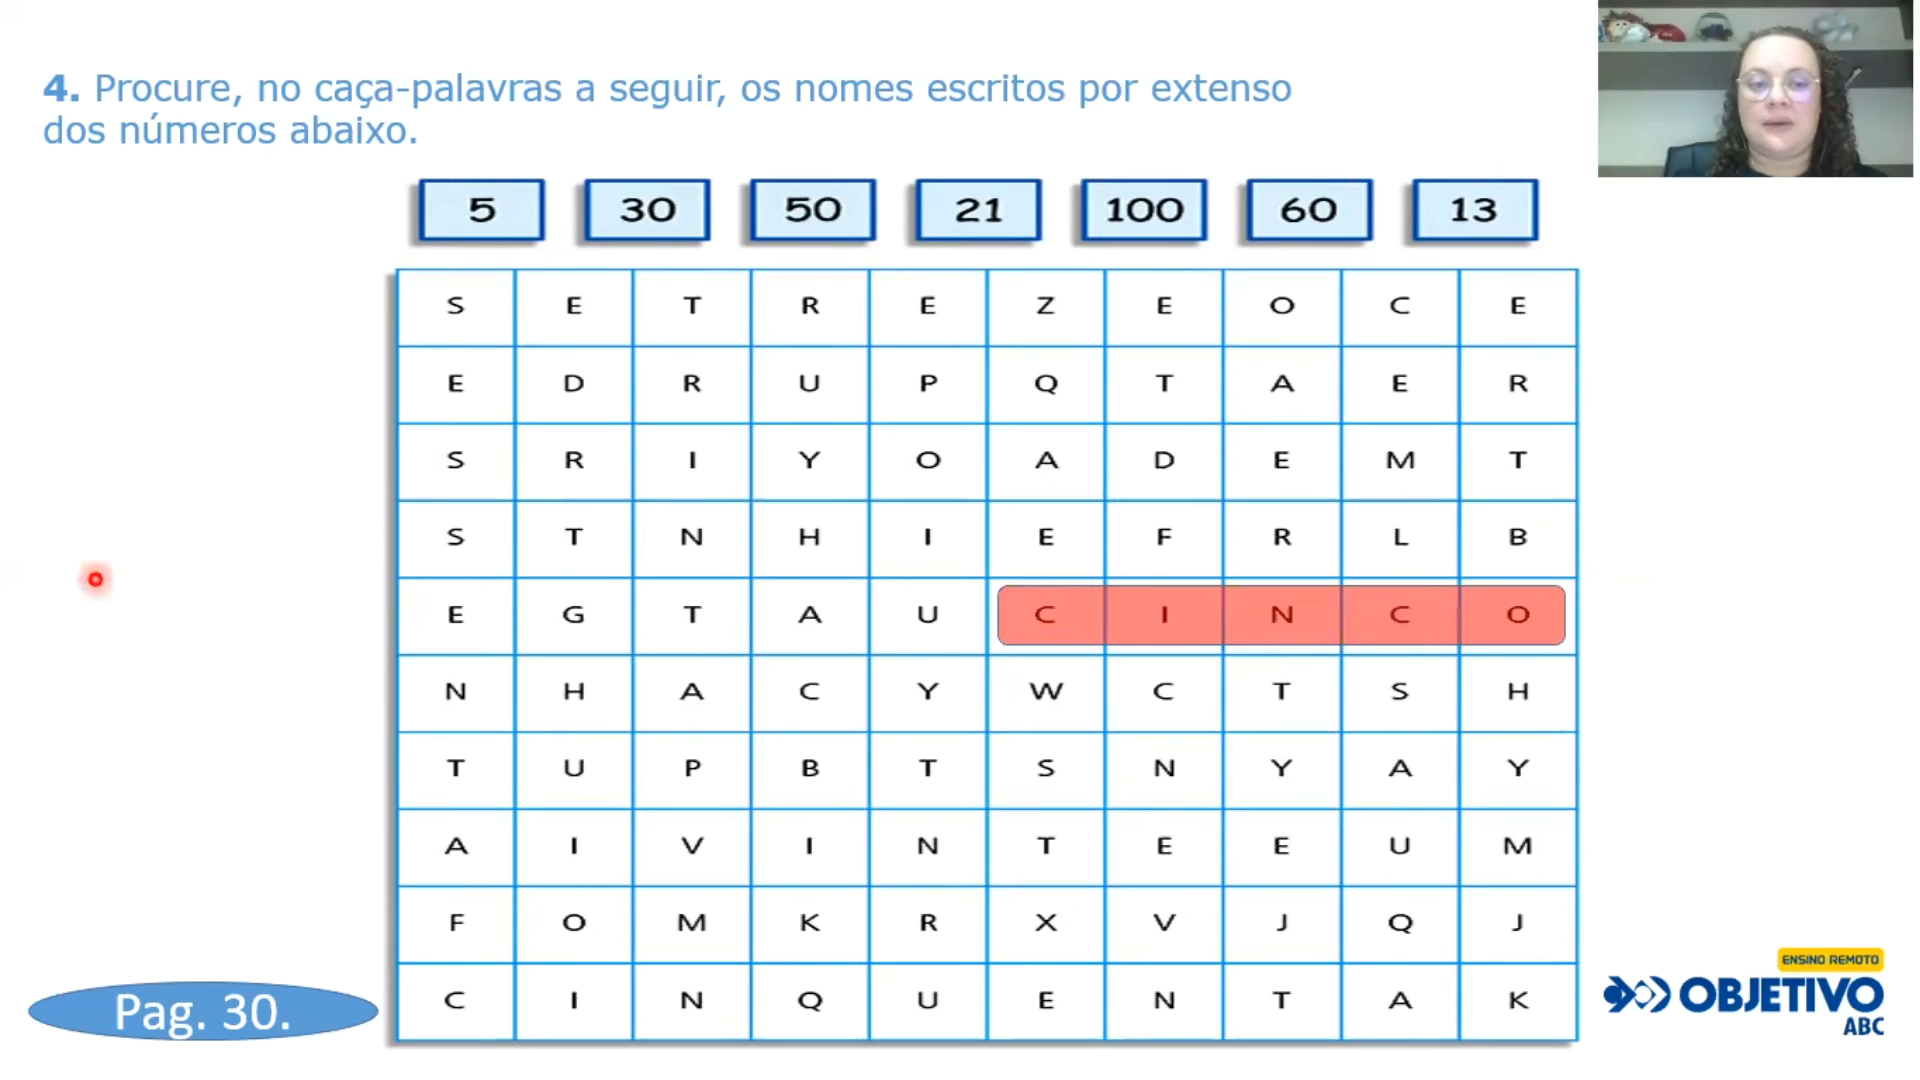 4. Procure, no caça-palavras a seguir, os nomes escritos por extenso
dos números abaixo.
5 30 50 21 100 60 13
S E T R E Z E O C E
E D R U P Q T A E R
S R I Y O A D E M T
S T N H I E F R L B
E G T A U C I N C O
N H A C Y W C T S H
T U P B T S N Y A Y
A I V I N T E E U M
F O M K R X V J Q J
C I N Q U E N T A K
Pag. 30.
ENSINO REMOTO
OBJETIVO
ABC